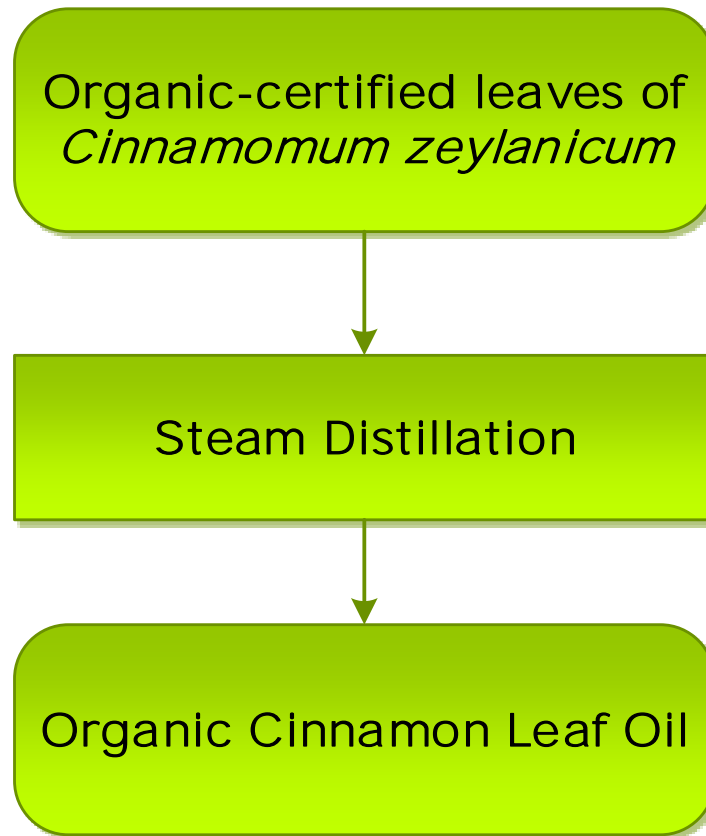 Organic-certified leaves of
Cinnamomum zeylanicum
Steam Distillation
Organic Cinnamon Leaf Oil